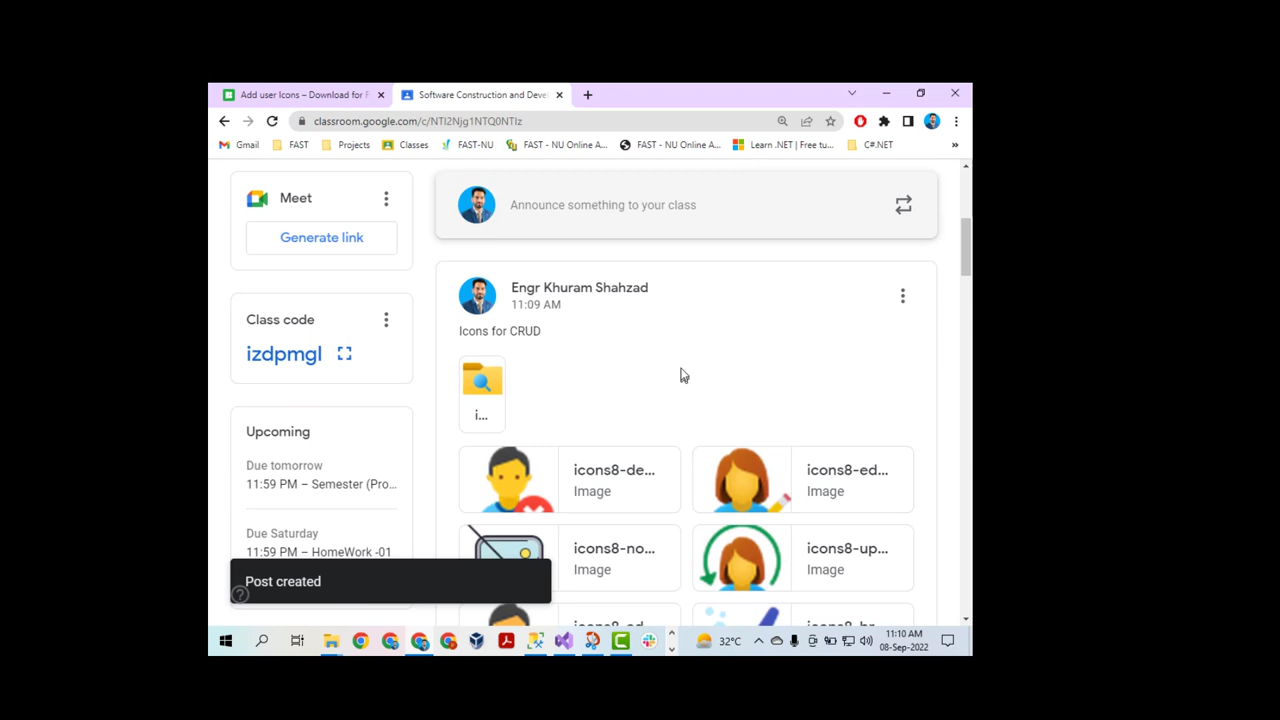 Add user Icons – Download for F
Software Construction and Deve
classroom.google.com/c/NTI2Njg1NTQ0NTIz
Gmail
FAST
Projects
Classes
FAST-NU
FAST - NU Online A...
FAST - NU Online A...
Learn .NET | Free tu...
C#.NET
»
Meet
Generate link
Class code
izdpmgl
Upcoming
Due tomorrow
11:59 PM – Semester (Pro...
Due Saturday
11:59 PM – HomeWork -01
Post created
Announce something to your class
Engr Khuram Shahzad
11:09 AM
Icons for CRUD
i...
icons8-de...
Image
icons8-ed...
Image
icons8-no...
Image
icons8-up...
Image
32°C
11:10 AM
08-Sep-2022